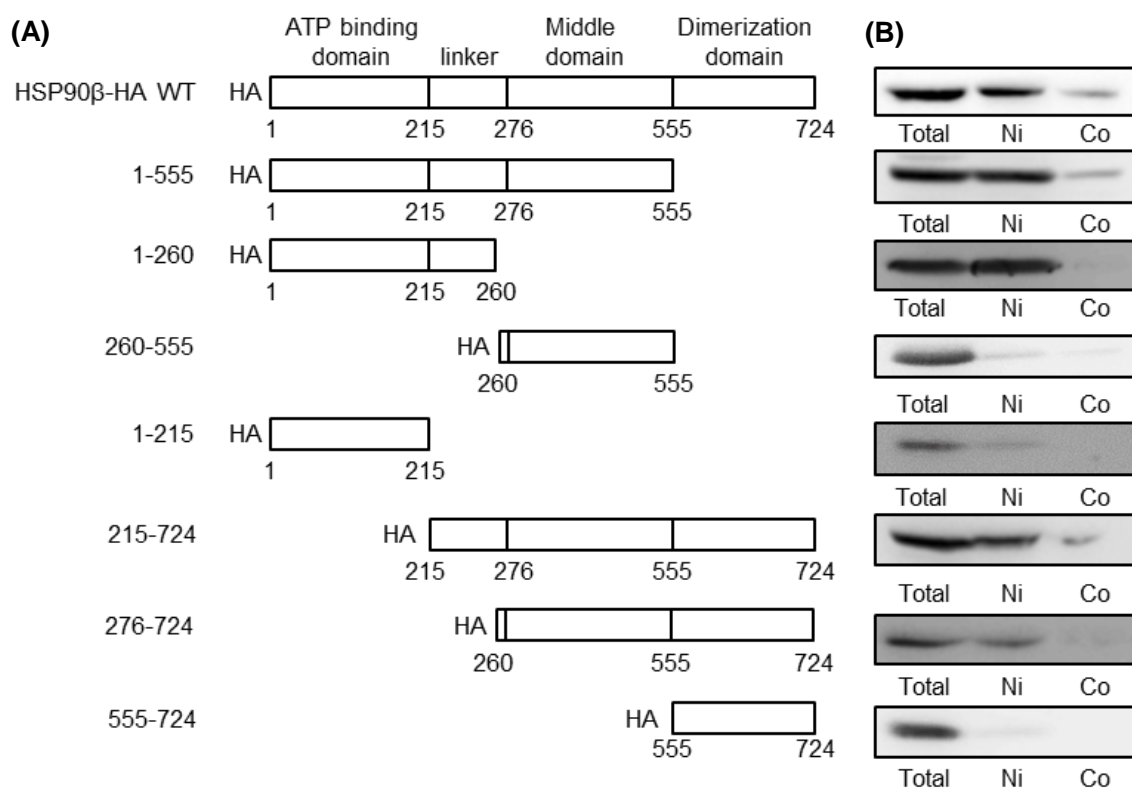 (A)
ATP binding domain
linker
Middle domain
Dimerization domain
(B)
HSP90β-HA WT
HA
1 215 276 555 724
Total Ni Co
1-555
HA
1 215 276 555
Total Ni Co
1-260
HA
1 215 260
Total Ni Co
260-555
HA
260 555
Total Ni Co
1-215
HA
1 215
Total Ni Co
215-724
HA
215 276 555 724
Total Ni Co
276-724
HA
260 555 724
Total Ni Co
555-724
HA
555 724
Total Ni Co